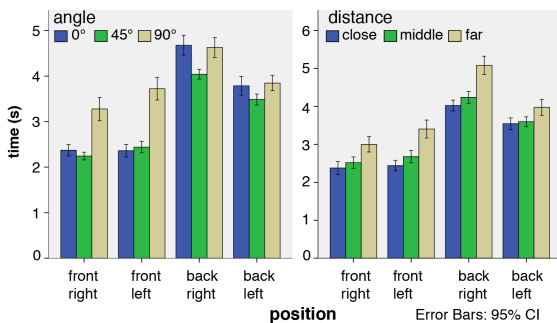 angle
0° 45° 90°
distance
close middle far
time (s)
5
4
3
2
1
0
6
5
4
3
2
1
0
front right
front left
back right
back left
front right
front left
back right
back left
position
Error Bars: 95% CI